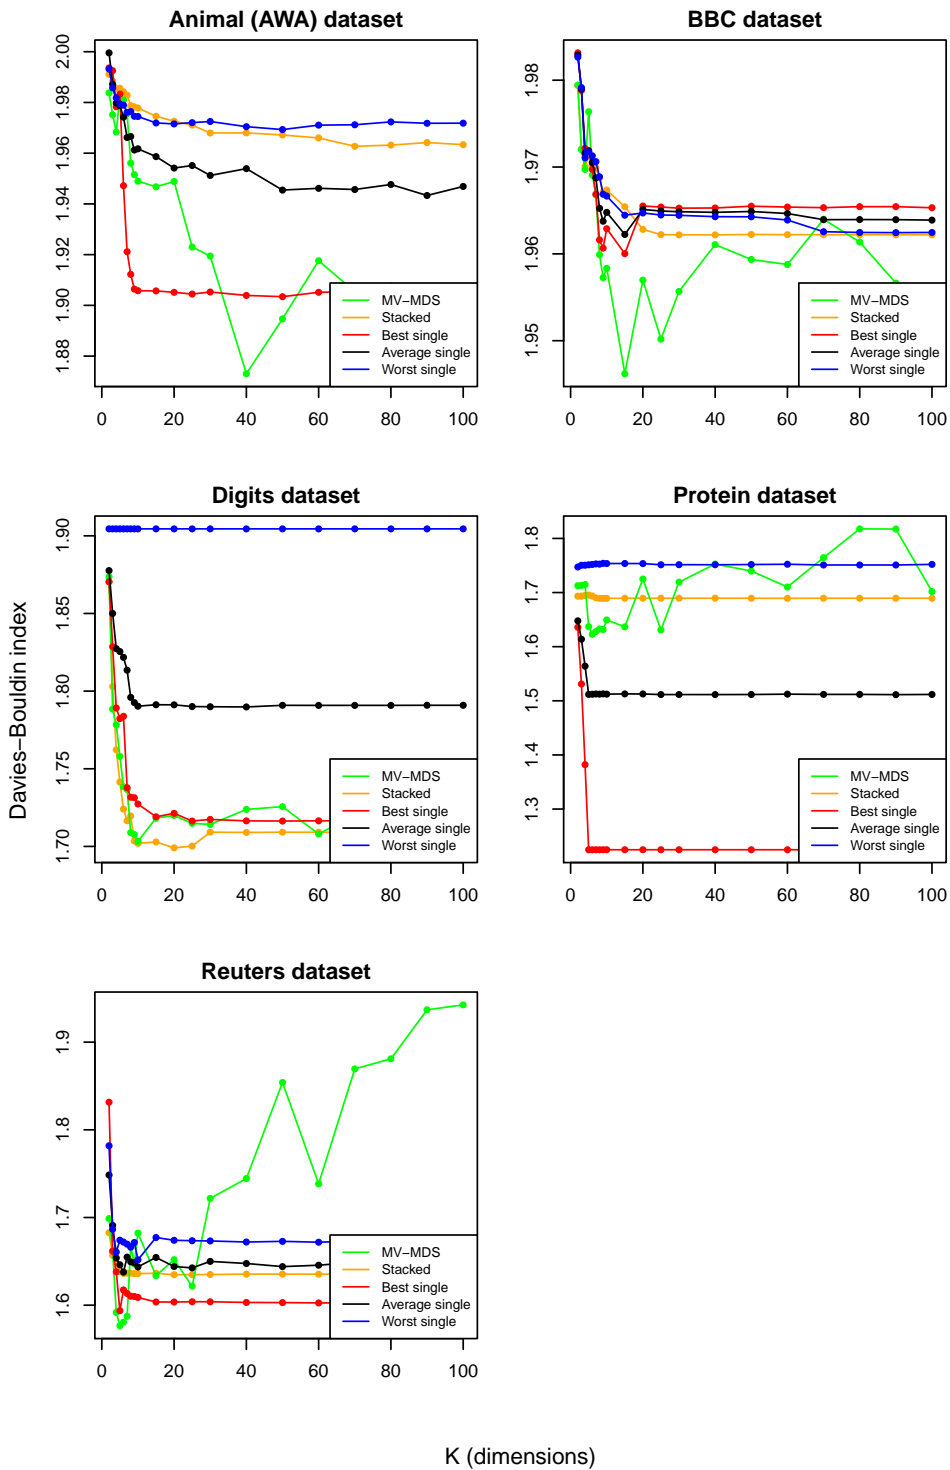 Animal (AWA) dataset
2.00
1.98
1.96
1.94
1.92
1.90
1.88
MV−MDS
Stacked
Best single
Average single
Worst single
0 20 40 60 80 100
BBC dataset
1.98
1.97
1.96
1.95
MV−MDS
Stacked
Best single
Average single
Worst single
0 20 40 60 80 100
Digits dataset
1.90
1.85
1.80
1.75
1.70
MV−MDS
Stacked
Best single
Average single
Worst single
0 20 40 60 80 100
Protein dataset
1.8
1.7
1.6
1.5
1.4
1.3
MV−MDS
Stacked
Best single
Average single
Worst single
0 20 40 60 80 100
Davies−Bouldin index
Reuters dataset
1.9
1.8
1.7
1.6
MV−MDS
Stacked
Best single
Average single
Worst single
0 20 40 60 80 100
K (dimensions)